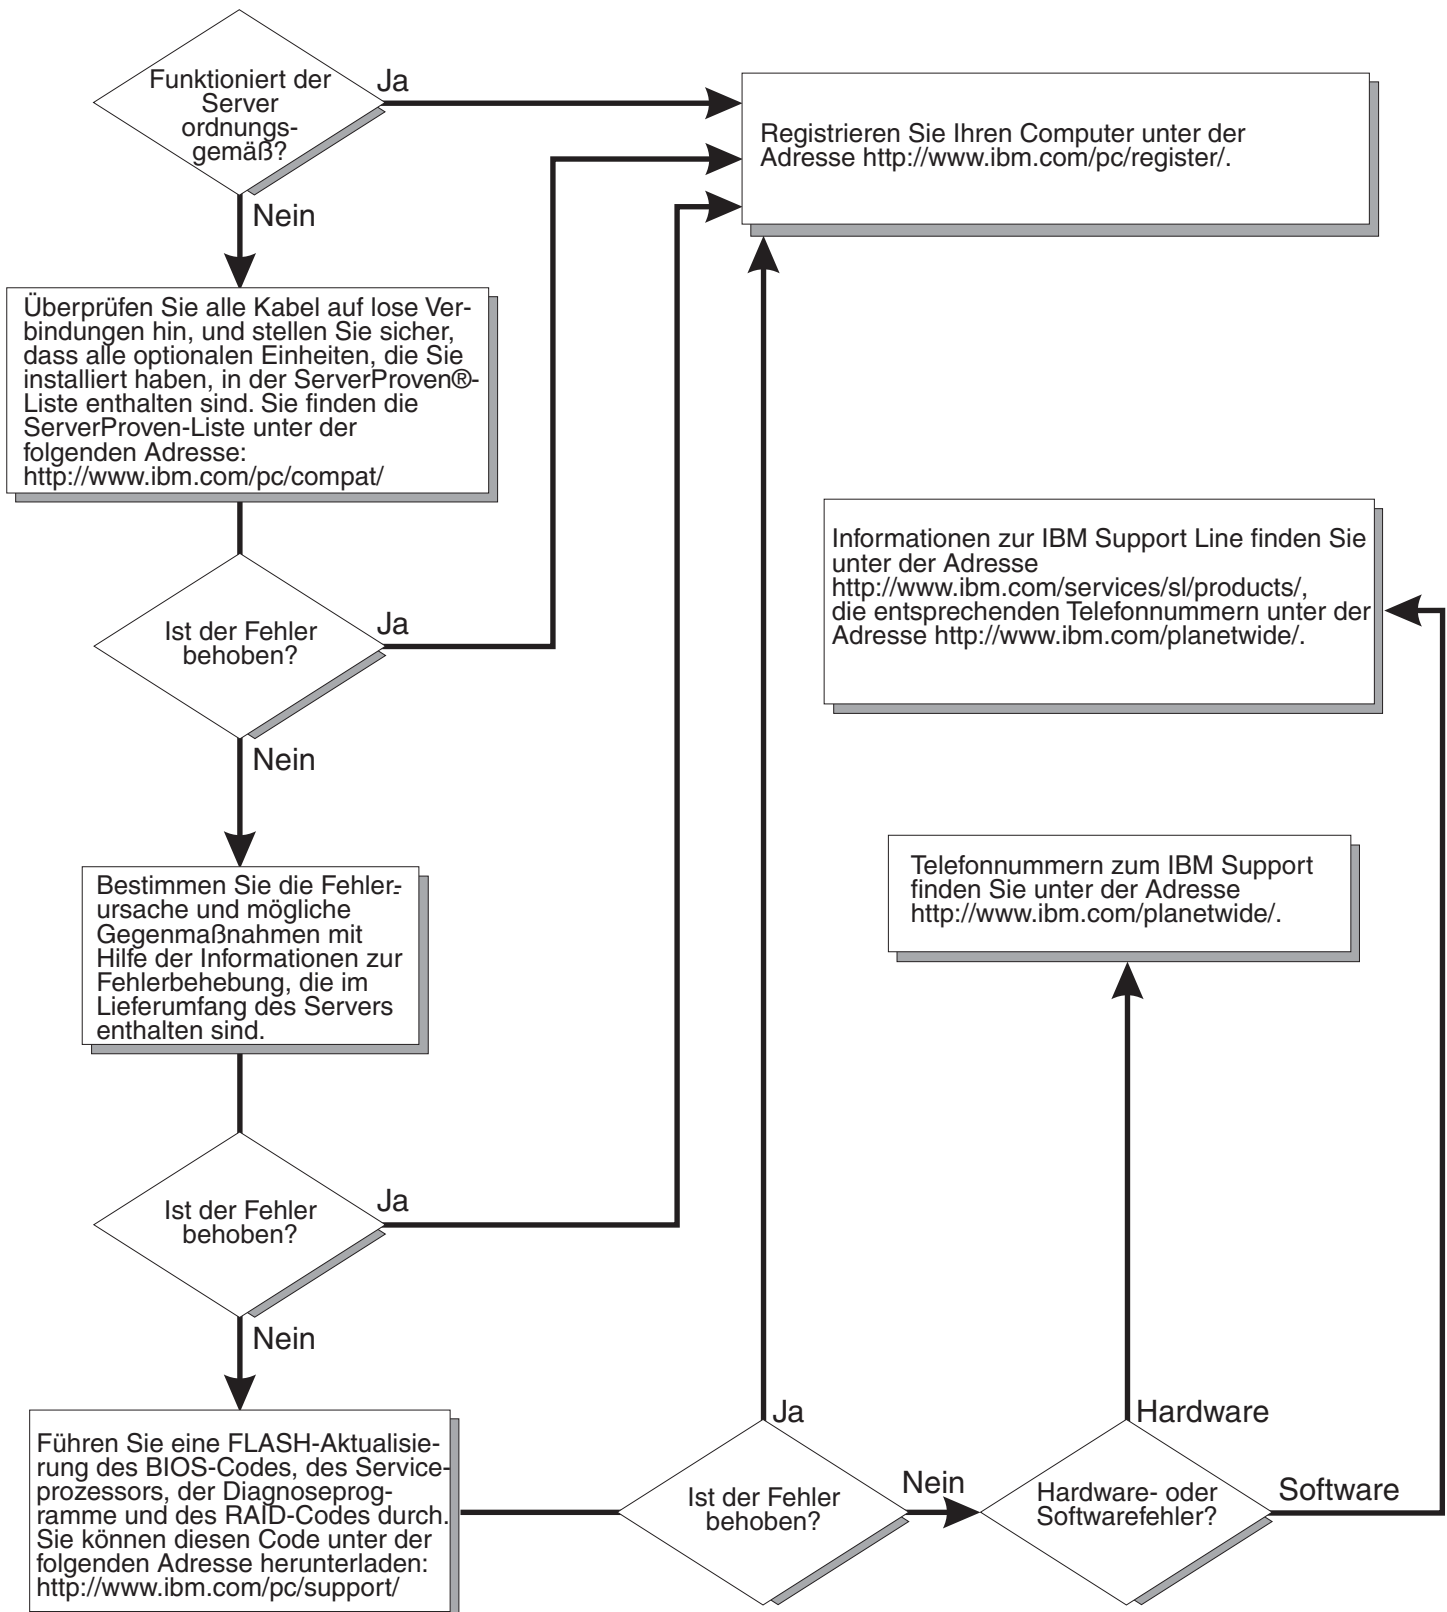 Funktioniert der
Server
ordnungs-
gemäß?
Ja
Nein
Registrieren Sie Ihren Computer unter der
Adresse http://www.ibm.com/pc/register/.
Überprüfen Sie alle Kabel auf lose Ver-
bindungen hin, und stellen Sie sicher,
dass alle optionalen Einheiten, die Sie
installiert haben, in der ServerProven®-
Liste enthalten sind. Sie finden die
ServerProven-Liste unter der
folgenden Adresse:
http://www.ibm.com/pc/compat/
Ist der Fehler
behoben?
Ja
Nein
Informationen zur IBM Support Line finden Sie
unter der Adresse
http://www.ibm.com/services/sl/products/,
die entsprechenden Telefonnummern unter der
Adresse http://www.ibm.com/planetwide/.
Bestimmen Sie die Fehler-
ursache und mögliche
Gegenmaßnahmen mit
Hilfe der Informationen zur
Fehlerbehebung, die im
Lieferumfang des Servers
enthalten sind.
Telefonnummern zum IBM Support
finden Sie unter der Adresse
http://www.ibm.com/planetwide/.
Ist der Fehler
behoben?
Ja
Nein
Führen Sie eine FLASH-Aktualisie-
rung des BIOS-Codes, des Service-
prozessors, der Diagnoseprog-
ramme und des RAID-Codes durch.
Sie können diesen Code unter der
folgenden Adresse herunterladen:
http://www.ibm.com/pc/support/
Ist der Fehler
behoben?
Ja
Nein
Hardware- oder
Softwarefehler?
Hardware
Software